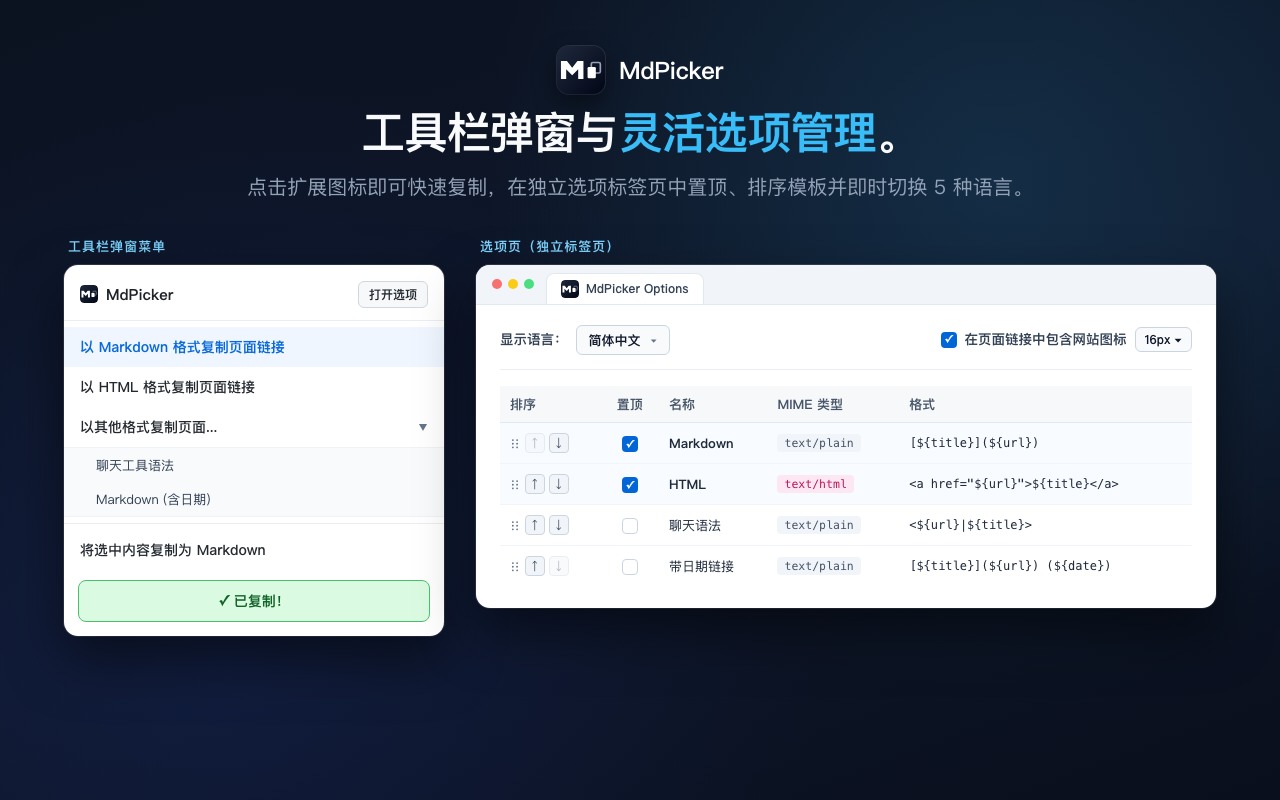 MdPicker
工具栏弹窗与灵活选项管理。
点击扩展图标即可快速复制，在独立选项标签页中置顶、排序模板并即时切换 5 种语言。
工具栏弹窗菜单
MdPicker 打开选项
以 Markdown 格式复制页面链接
以 HTML 格式复制页面链接
以其他格式复制页面... ▼
聊天工具语法
Markdown (含日期)
将选中内容复制为 Markdown
✓ 已复制!
选项页（独立标签页）
MdPicker Options
显示语言: 简体中文 ✓ 在页面链接中包含网站图标 16px
排序 置顶 名称 MIME 类型 格式
↑ ↓ ✓ Markdown text/plain [${title}](${url})
↑ ↓ ✓ HTML text/html <a href="${url}">${title}</a>
↑ ↓ 聊天语法 text/plain <${url}|${title}>
↑ ↓ 带日期链接 text/plain [${title}](${url}) (${date})